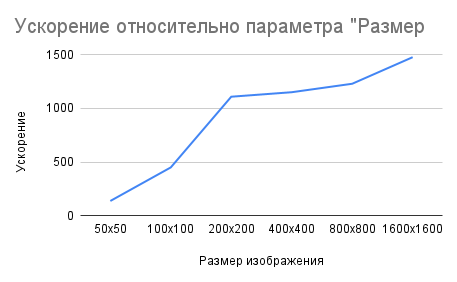 Ускорение относительно параметра "Размер
1500
1000
500
0
Ускорение
50x50 100x100 200x200 400x400 800x800 1600x1600
Размер изображения